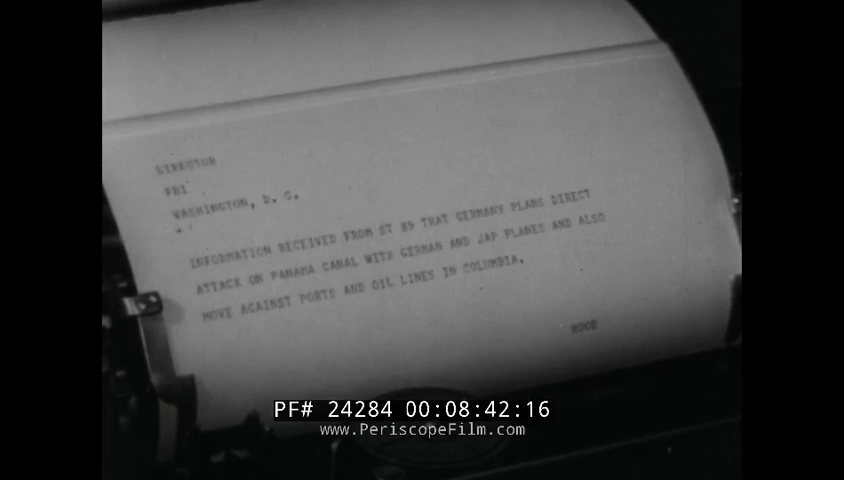 DIRECTOR
FBI
WASHINGTON, D. C.
INFORMATION RECEIVED FROM ST 89 THAT GERMANY PLANS DIRECT
ATTACK ON PANAMA CANAL WITH GERMAN AND JAP PLANES AND ALSO
MOVE AGAINST PORTS AND OIL LINES IN COLUMBIA.
HOOD
PF# 24284 00:08:42:16
www.PeriscopeFilm.com